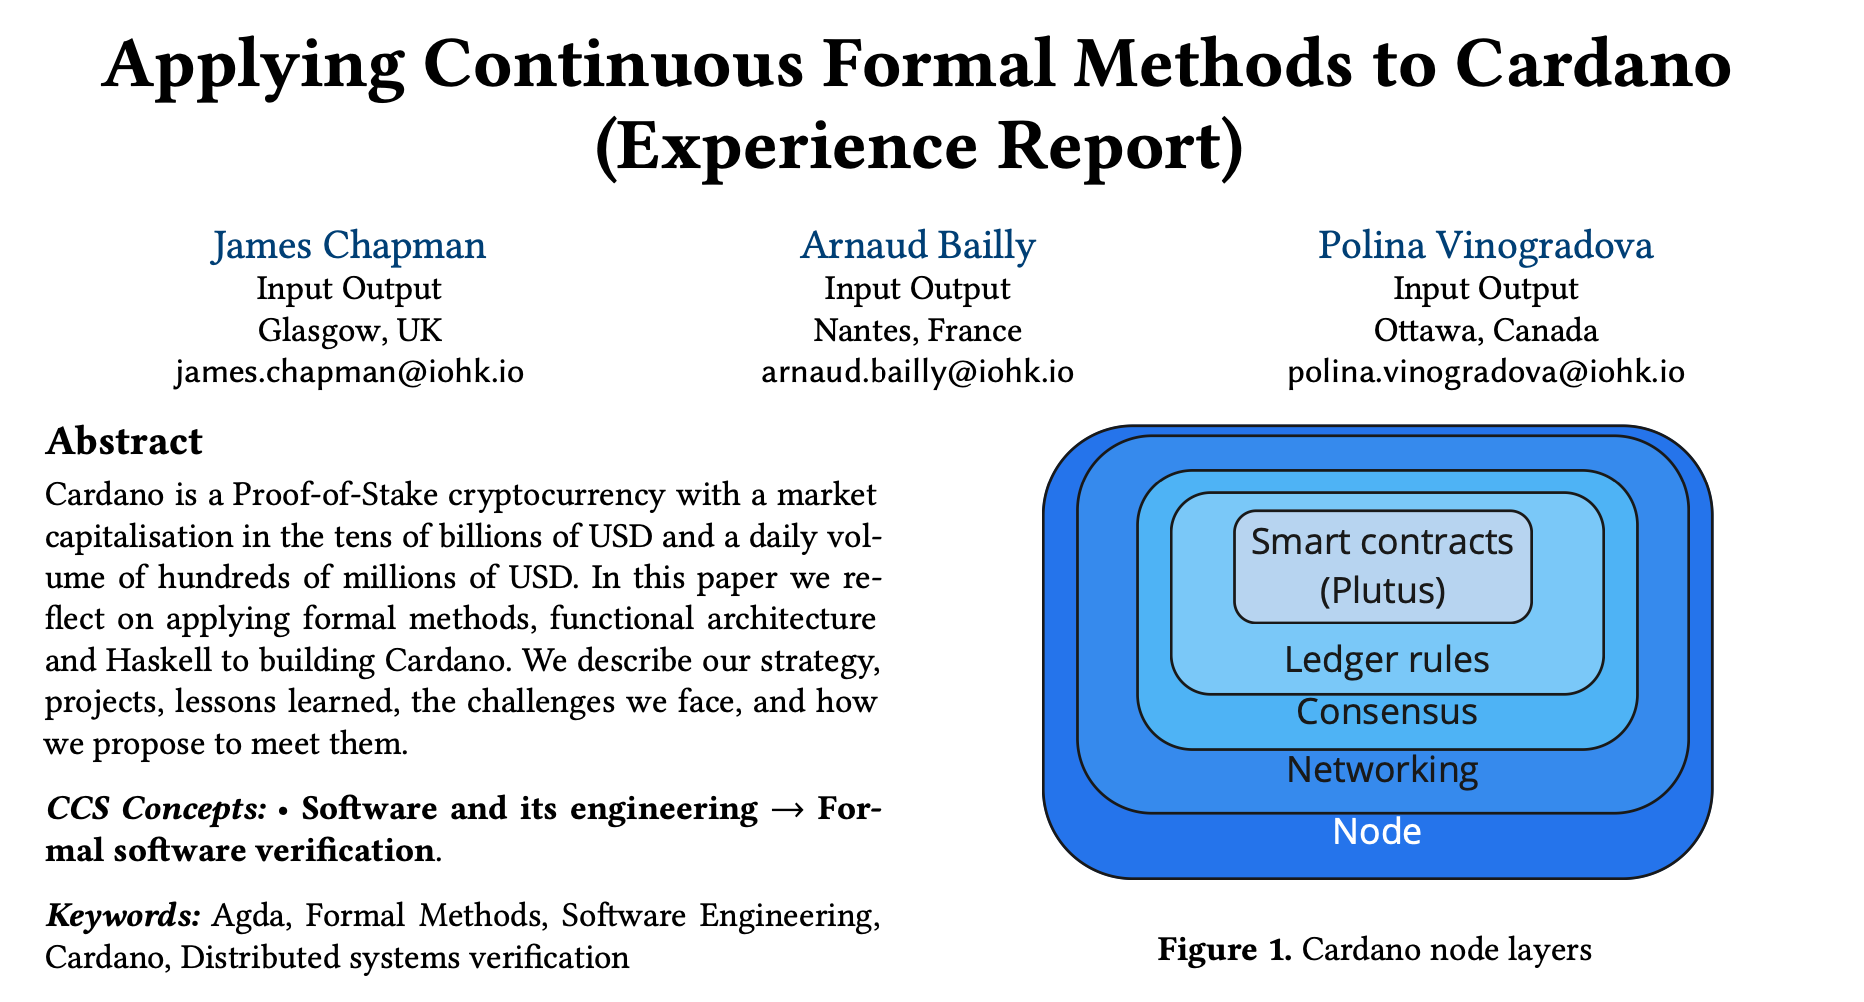 Applying Continuous Formal Methods to Cardano
(Experience Report)
James Chapman
Input Output
Glasgow, UK
james.chapman@iohk.io
Arnaud Bailly
Input Output
Nantes, France
arnaud.bailly@iohk.io
Polina Vinogradova
Input Output
Ottawa, Canada
polina.vinogradova@iohk.io
Abstract
Cardano is a Proof-of-Stake cryptocurrency with a market
capitalisation in the tens of billions of USD and a daily vol-
ume of hundreds of millions of USD. In this paper we re-
flect on applying formal methods, functional architecture
and Haskell to building Cardano. We describe our strategy,
projects, lessons learned, the challenges we face, and how
we propose to meet them.
CCS Concepts: • Software and its engineering → For-
mal software verification.
Keywords: Agda, Formal Methods, Software Engineering,
Cardano, Distributed systems verification
Smart contracts
(Plutus)
Ledger rules
Consensus
Networking
Node
Figure 1. Cardano node layers